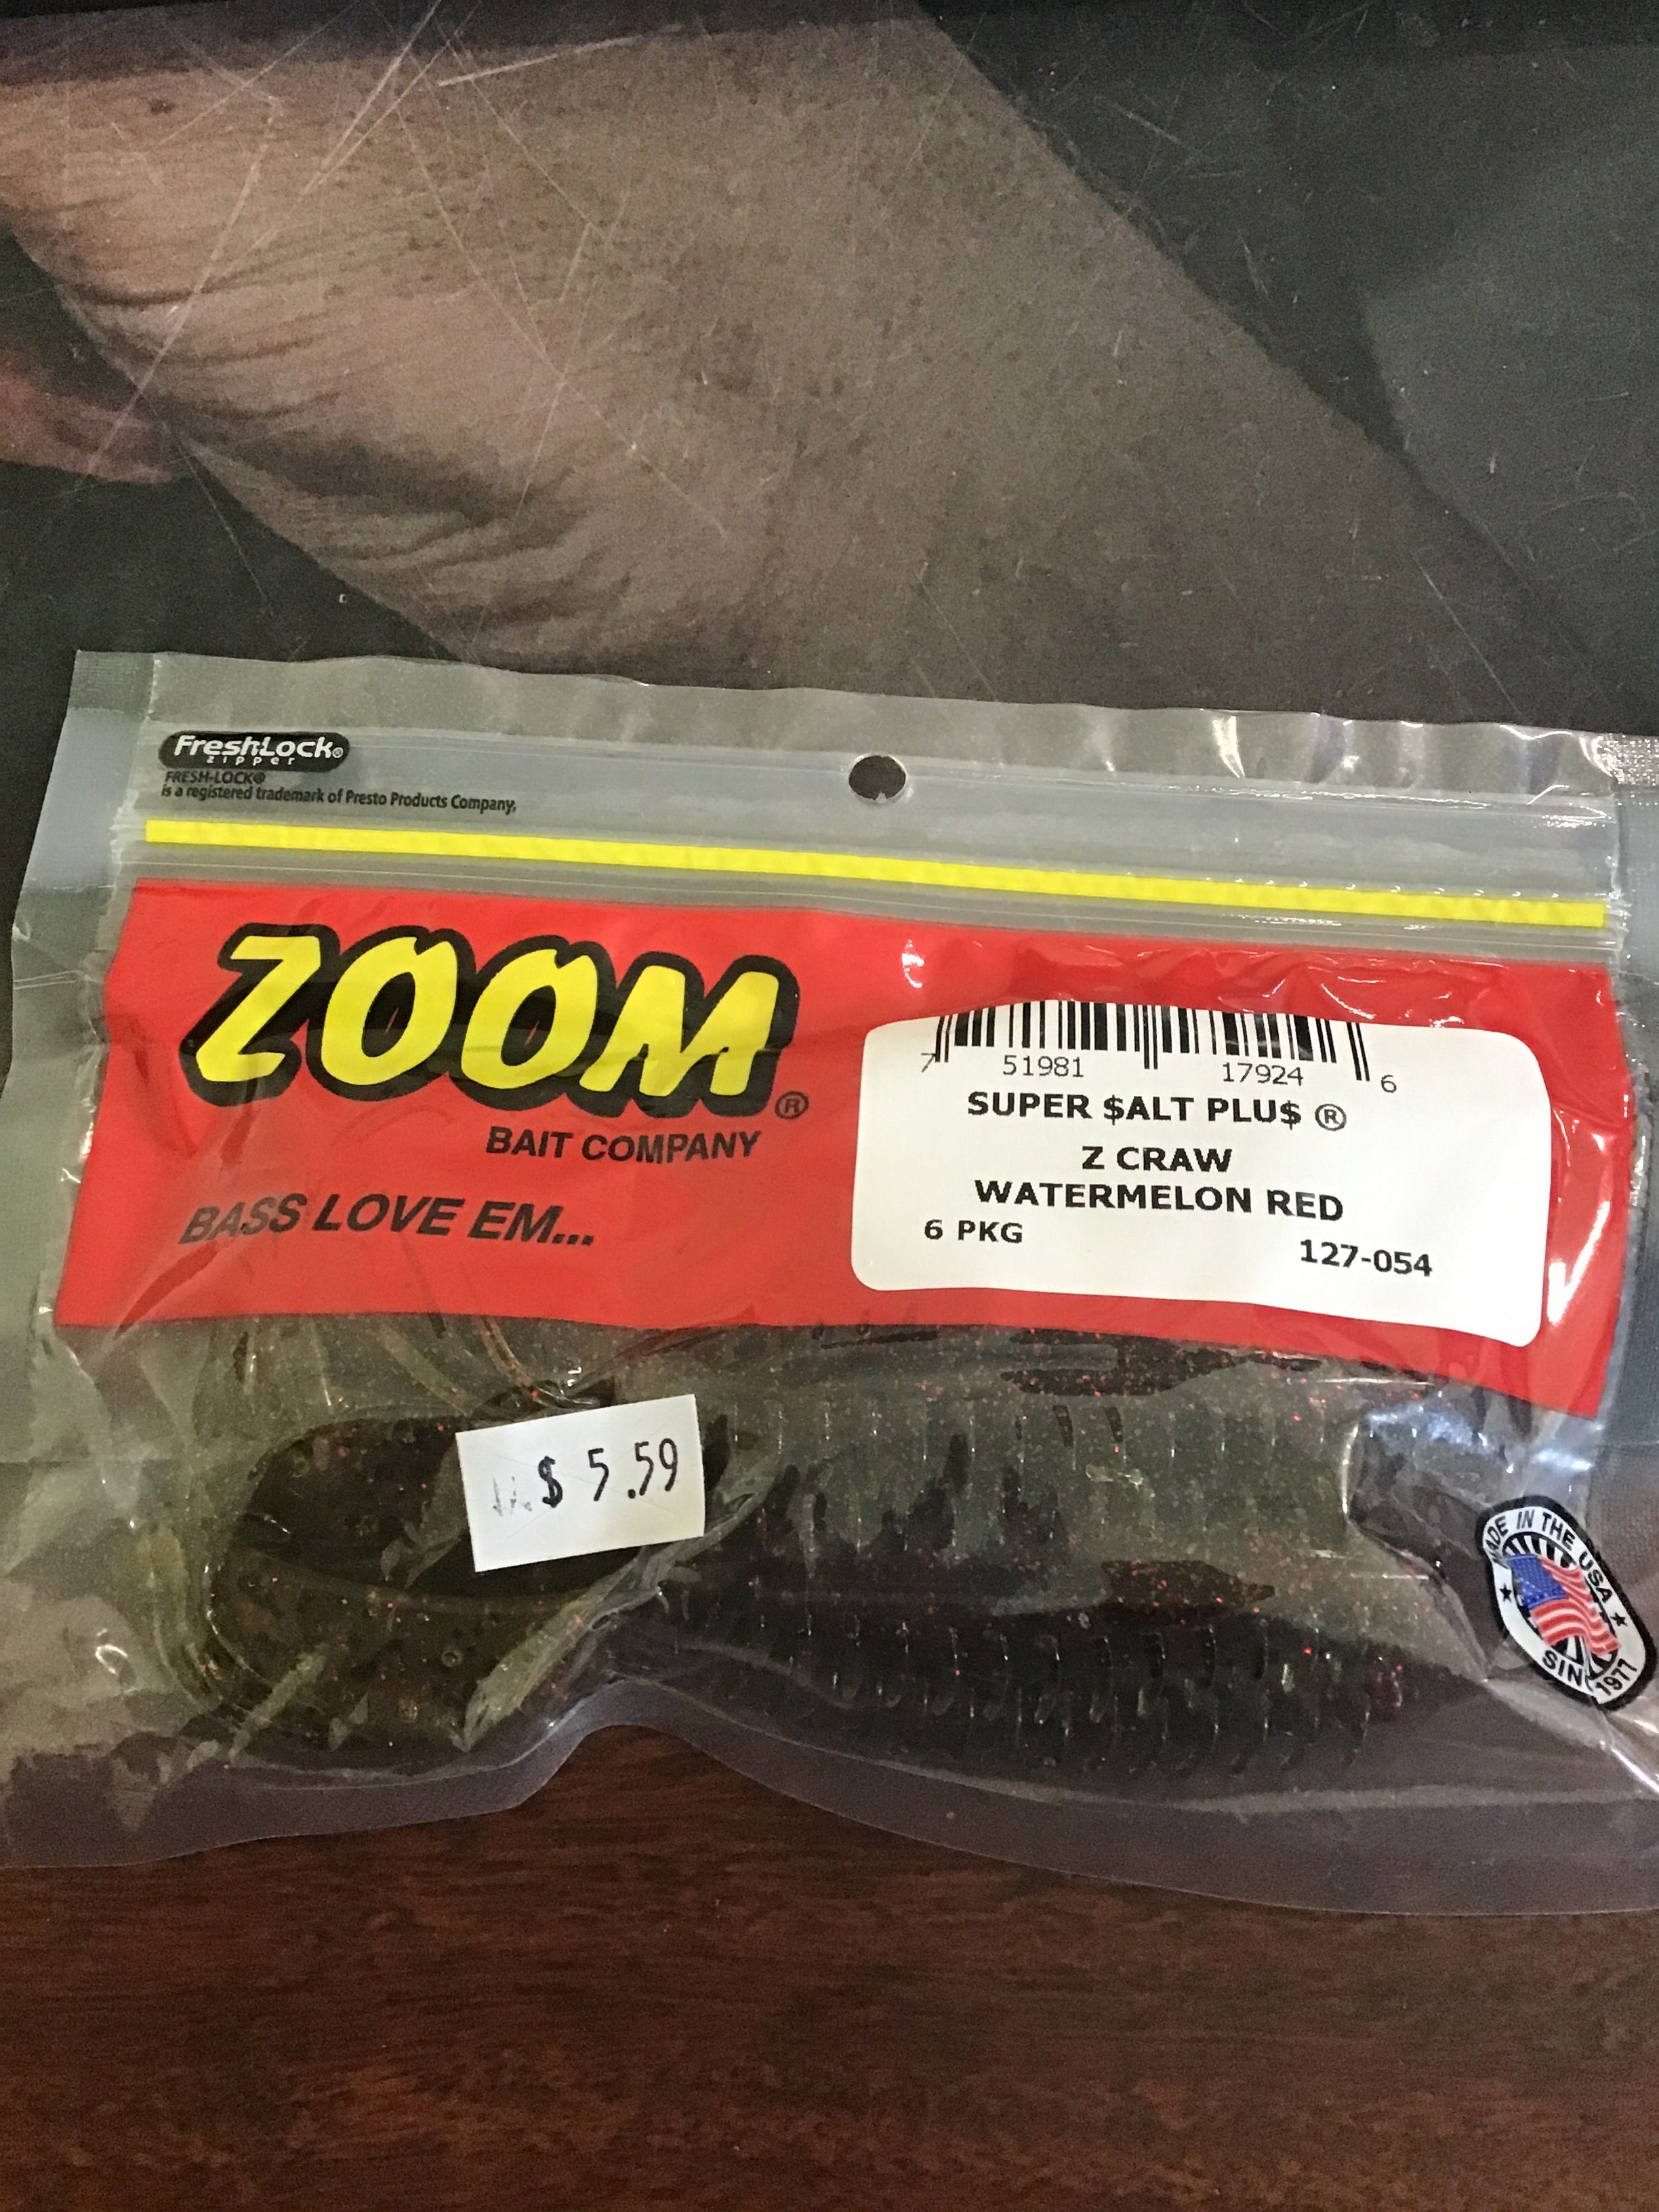 FreshLock®
zipper
FRESH-LOCK®
is a registered trademark of Presto Products Company,
ZOOM®
BAIT COMPANY
BASS LOVE EM...
7 51981 17924 6
SUPER $ALT PLU$ ®
Z CRAW
WATERMELON RED
6 PKG 127-054
$ 5.59
MADE IN THE USA
SINCE 1977